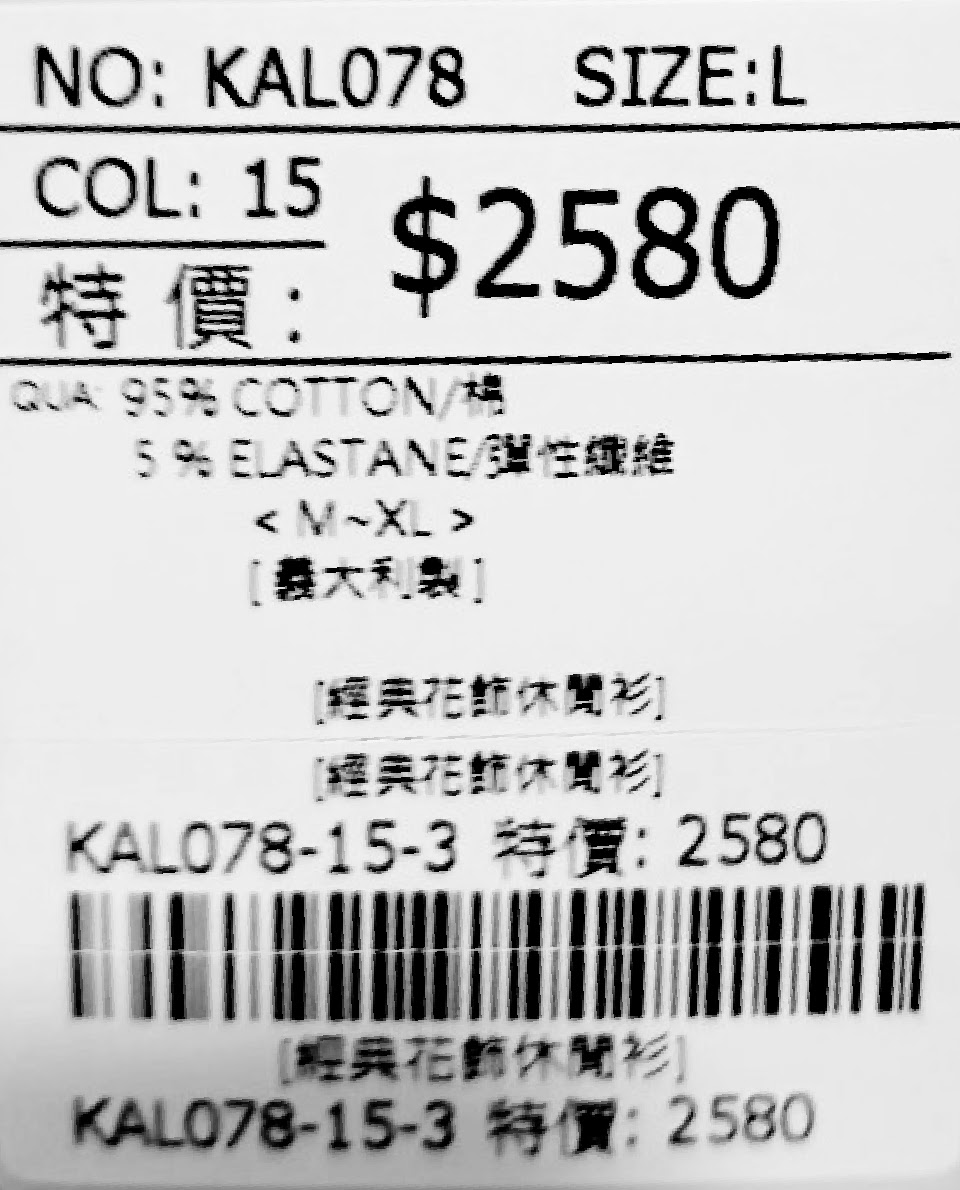 NO: KAL078 SIZE:L
COL: 15
$2580
特價:
QUA: 95% COTTON/棉
5 % ELASTANE/彈性纖維
< M~XL >
[義大利製]
[經典花飾休閒衫]
[經典花飾休閒衫]
KAL078-15-3 特價: 2580
[經典花飾休閒衫]
KAL078-15-3 特價: 2580